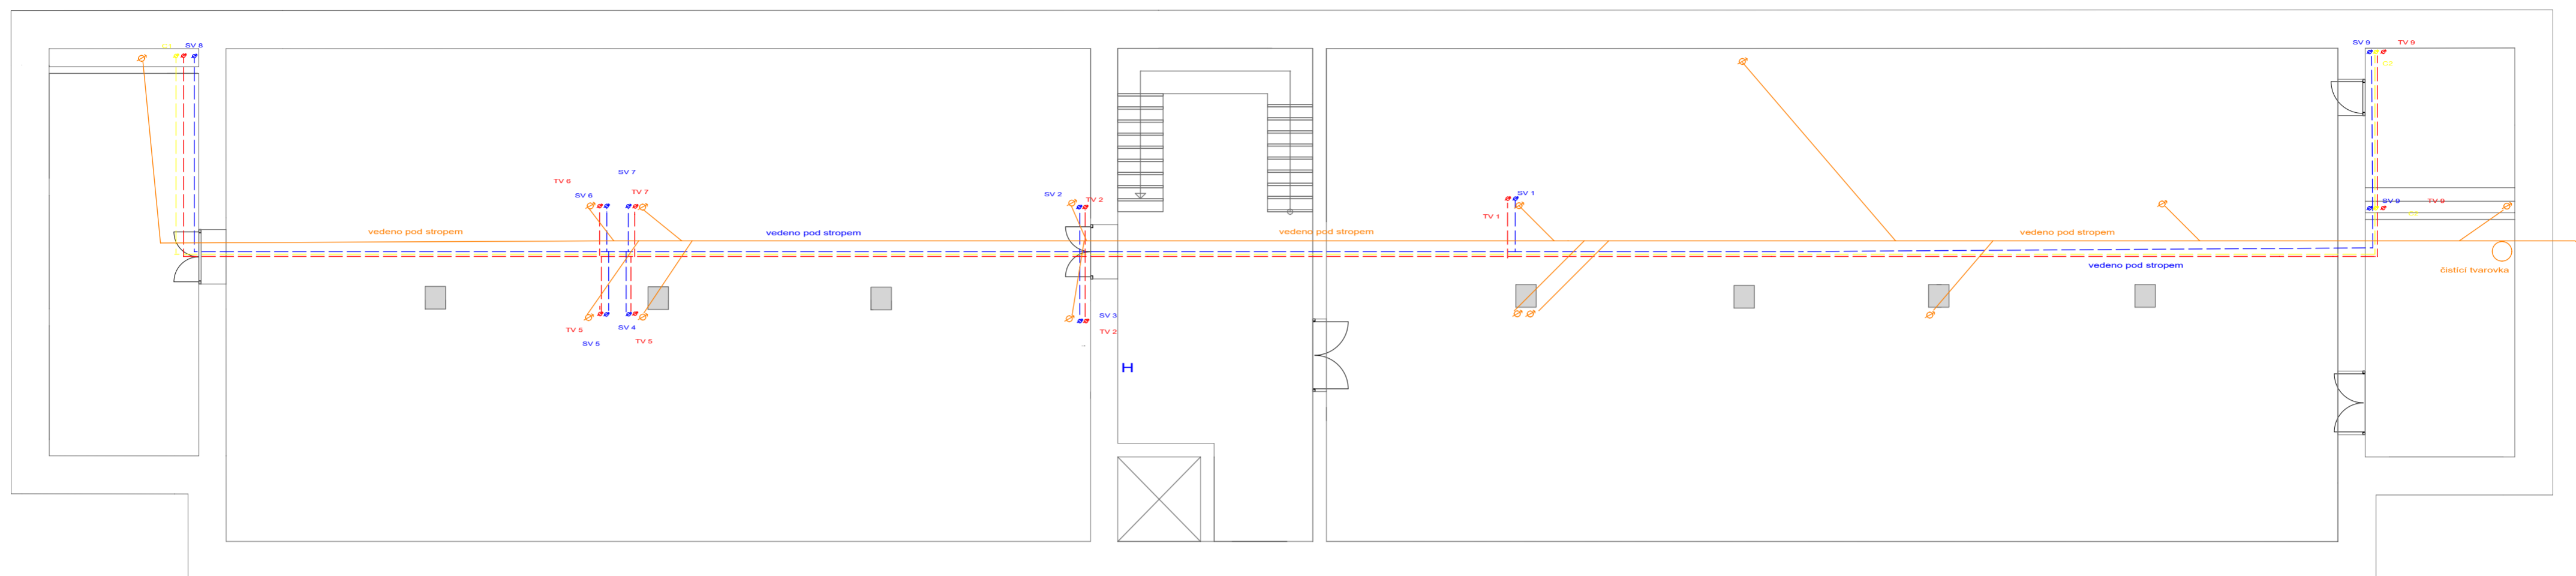 SV 8
SV 9
TV 9
TV 6
SV 7
SV 6
TV 7
SV 2
TV 2
SV 1
TV 1
SV 9
TV 9
vedeno pod stropem
vedeno pod stropem
vedeno pod stropem
vedeno pod stropem
vedeno pod stropem
čistící tvarovka
TV 5
SV 4
SV 3
TV 2
SV 5
TV 5
H